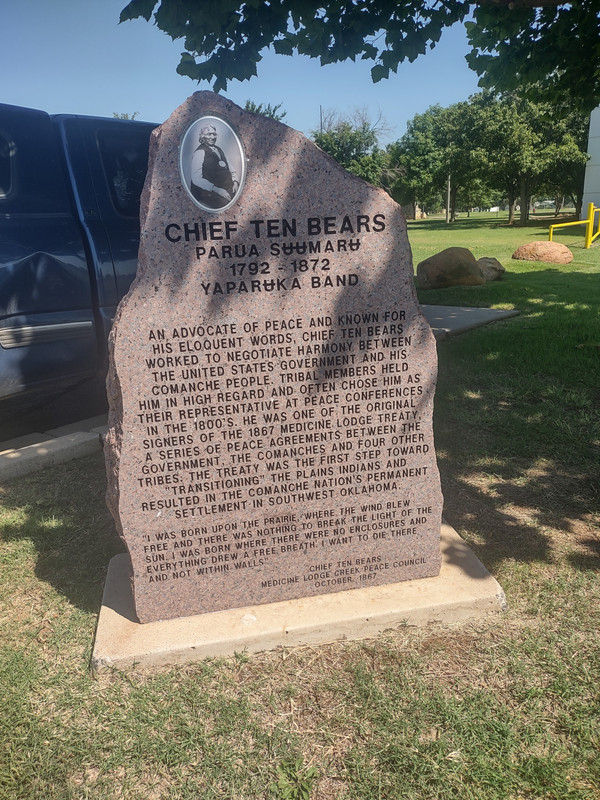 CHIEF TEN BEARS
PARUA SɄɄMARɄ
1792 - 1872
YAPARɄKA BAND
AN ADVOCATE OF PEACE AND KNOWN FOR
HIS ELOQUENT WORDS, CHIEF TEN BEARS
WORKED TO NEGOTIATE HARMONY BETWEEN
THE UNITED STATES GOVERNMENT AND HIS
COMANCHE PEOPLE. TRIBAL MEMBERS HELD
HIM IN HIGH REGARD AND OFTEN CHOSE HIM AS
THEIR REPRESENTATIVE AT PEACE CONFERENCES
IN THE 1800'S. HE WAS ONE OF THE ORIGINAL
SIGNERS OF THE 1867 MEDICINE LODGE TREATY,
A SERIES OF PEACE AGREEMENTS BETWEEN THE
GOVERNMENT, THE COMANCHES AND FOUR OTHER
TRIBES. THE TREATY WAS THE FIRST STEP TOWARD
"TRANSITIONING" THE PLAINS INDIANS AND
RESULTED IN THE COMANCHE NATION'S PERMANENT
SETTLEMENT IN SOUTHWEST OKLAHOMA.
"I WAS BORN UPON THE PRAIRIE, WHERE THE WIND BLEW
FREE AND THERE WAS NOTHING TO BREAK THE LIGHT OF THE
SUN. I WAS BORN WHERE THERE WERE NO ENCLOSURES AND
EVERYTHING DREW A FREE BREATH. I WANT TO DIE THERE
AND NOT WITHIN WALLS"
CHIEF TEN BEARS
MEDICINE LODGE CREEK PEACE COUNCIL
OCTOBER, 1867